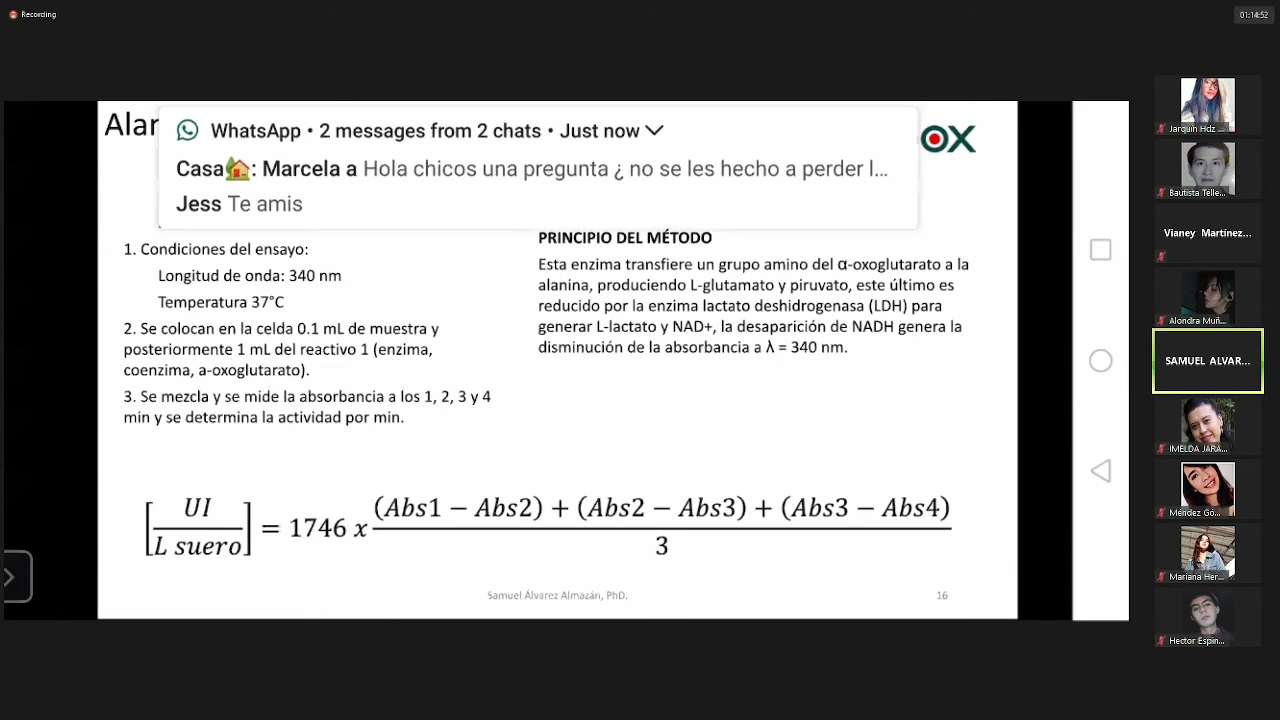 Recording
01:14:52
Alar
WhatsApp • 2 messages from 2 chats • Just now
Casa🏡: Marcela a Hola chicos una pregunta ¿ no se les hecho a perder l...
Jess Te amis
OX
1. Condiciones del ensayo:
Longitud de onda: 340 nm
Temperatura 37°C
2. Se colocan en la celda 0.1 mL de muestra y
posteriormente 1 mL del reactivo 1 (enzima,
coenzima, a-oxoglutarato).
3. Se mezcla y se mide la absorbancia a los 1, 2, 3 y 4
min y se determina la actividad por min.
PRINCIPIO DEL MÉTODO
Esta enzima transfiere un grupo amino del α-oxoglutarato a la
alanina, produciendo L-glutamato y piruvato, este último es
reducido por la enzima lactato deshidrogenasa (LDH) para
generar L-lactato y NAD+, la desaparición de NADH genera la
disminución de la absorbancia a λ = 340 nm.
[UI / L suero] = 1746 x (Abs1 − Abs2) + (Abs2 − Abs3) + (Abs3 − Abs4) / 3
Samuel Álvarez Almazán, PhD.
16
Jarquín Hdz ...
Bautista Telle...
Vianey Martínez...
Alondra Muñ...
SAMUEL ALVAR...
IMELDA JARA...
Méndez Go...
Mariana Her...
Hector Espin...